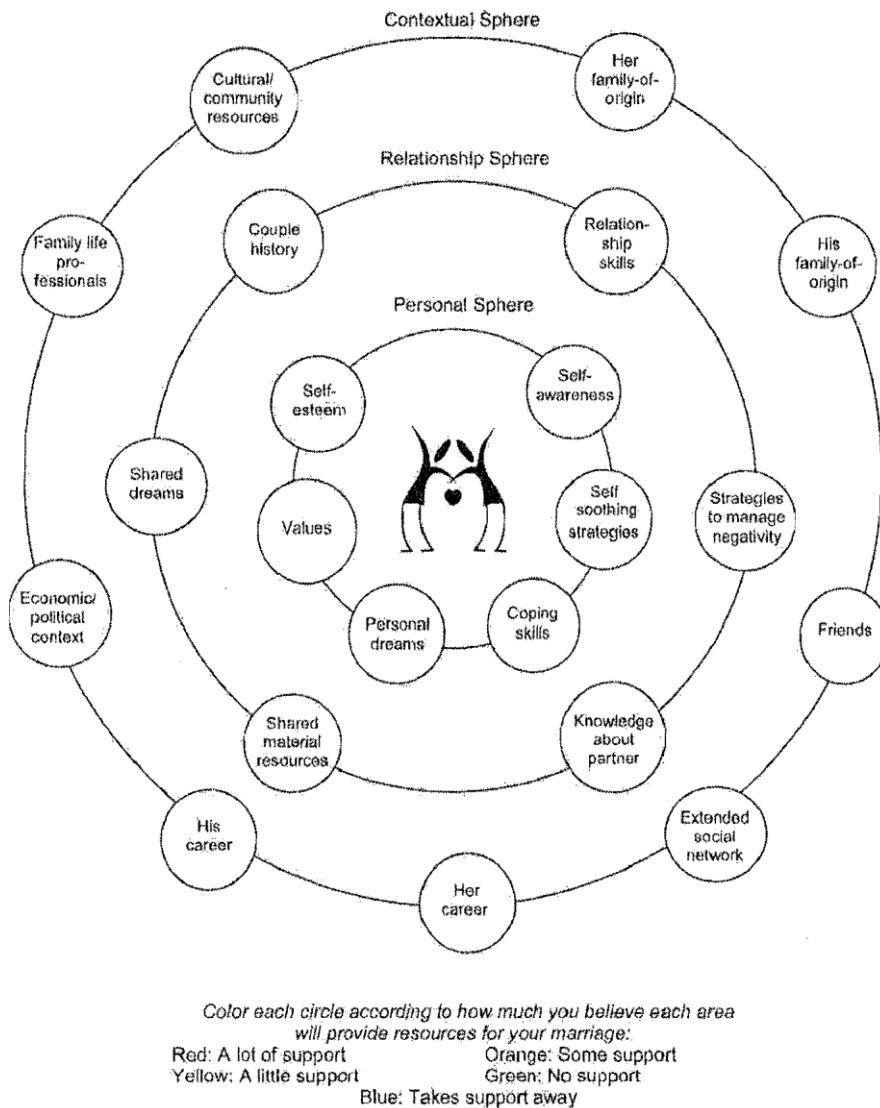 Contextual Sphere
Cultural/
community
resources
Her
family-of-
origin
Relationship Sphere
Family life
pro-
fessionals
Couple
history
Relation-
ship
skills
His
family-of-
origin
Personal Sphere
Self-
esteem
Self-
awareness
Shared
dreams
Values
Self
soothing
strategies
Strategies
to manage
negativity
Economic/
political
context
Personal
dreams
Coping
skills
Friends
Shared
material
resources
Knowledge
about
partner
His
career
Her
career
Extended
social
network
Color each circle according to how much you believe each area
will provide resources for your marriage:
Red: A lot of support Orange: Some support
Yellow: A little support Green: No support
Blue: Takes support away